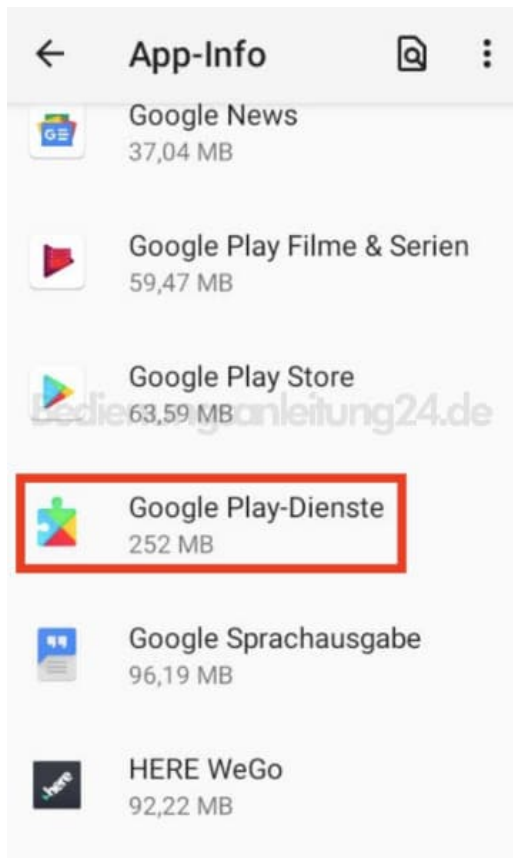 App-Info
Google News
37,04 MB
Google Play Filme & Serien
59,47 MB
Google Play Store
63,59 MB
Bedienungsanleitung24.de
Google Play-Dienste
252 MB
Google Sprachausgabe
96,19 MB
HERE WeGo
92,22 MB